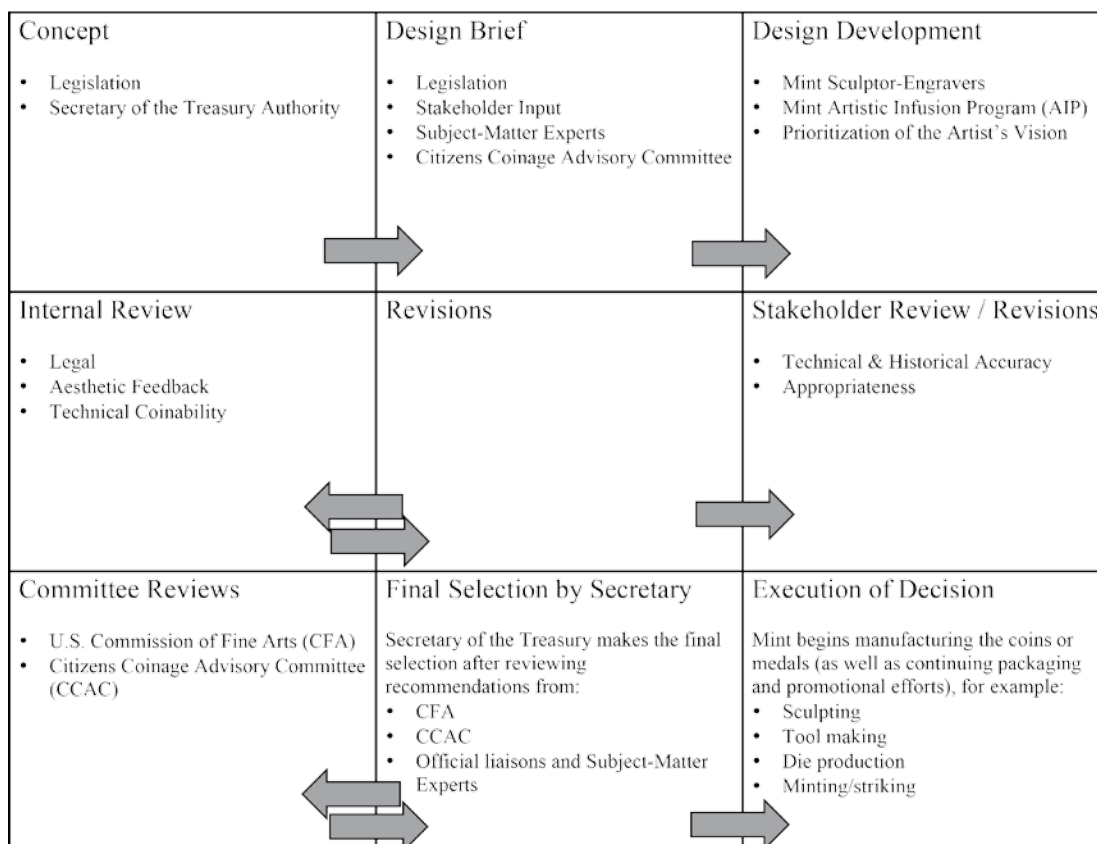 Concept
• Legislation
• Secretary of the Treasury Authority
Design Brief
• Legislation
• Stakeholder Input
• Subject-Matter Experts
• Citizens Coinage Advisory Committee
Design Development
• Mint Sculptor-Engravers
• Mint Artistic Infusion Program (AIP)
• Prioritization of the Artist's Vision
Internal Review
• Legal
• Aesthetic Feedback
• Technical Coinability
Revisions
Stakeholder Review / Revisions
• Technical & Historical Accuracy
• Appropriateness
Committee Reviews
• U.S. Commission of Fine Arts (CFA)
• Citizens Coinage Advisory Committee
(CCAC)
Final Selection by Secretary
Secretary of the Treasury makes the final
selection after reviewing
recommendations from:
• CFA
• CCAC
• Official liaisons and Subject-Matter
Experts
Execution of Decision
Mint begins manufacturing the coins or
medals (as well as continuing packaging
and promotional efforts), for example:
• Sculpting
• Tool making
• Die production
• Minting/striking